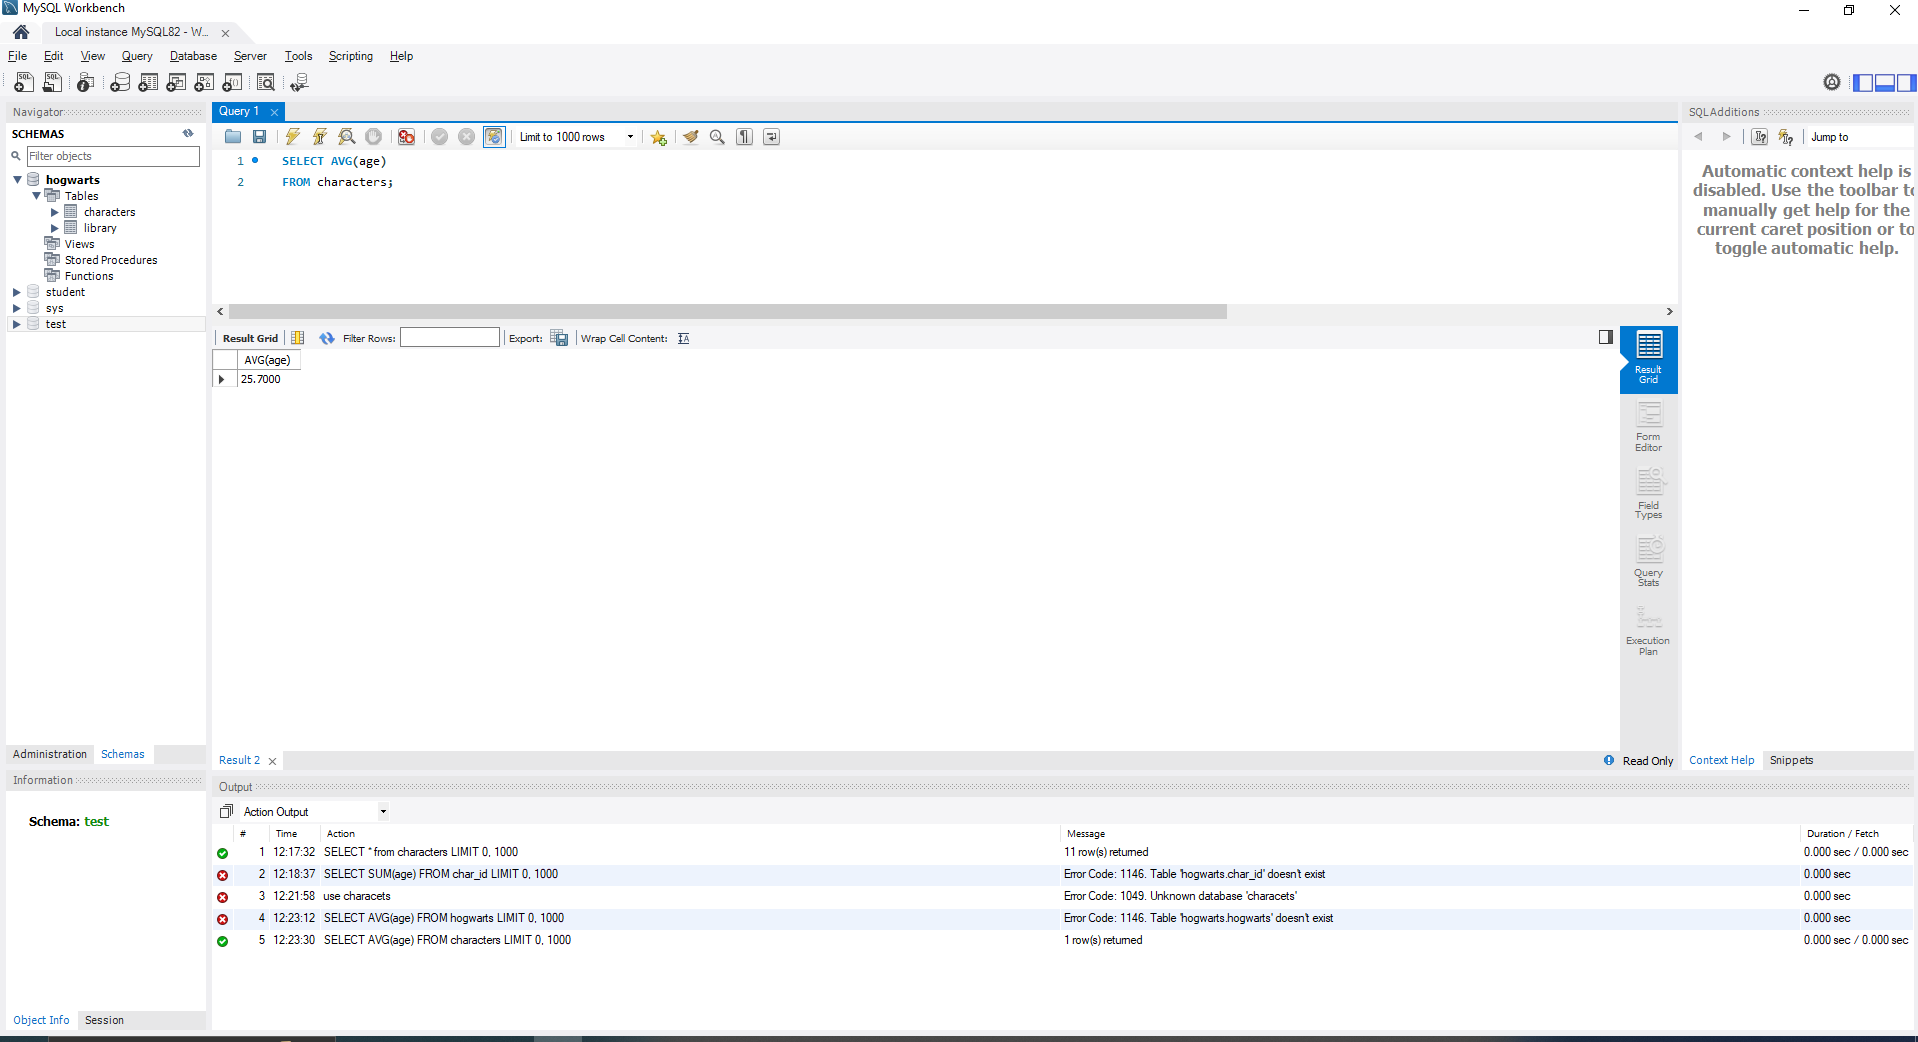 MySQL Workbench
Local instance MySQL82 - W...
File Edit View Query Database Server Tools Scripting Help
Navigator
SCHEMAS
Filter objects
hogwarts
Tables
characters
library
Views
Stored Procedures
Functions
student
sys
test
Administration Schemas
Information
Schema: test
Object Info Session
Query 1
Limit to 1000 rows
1 SELECT AVG(age)
2 FROM characters;
Result Grid Filter Rows: Export: Wrap Cell Content:
AVG(age)
25.7000
Result
Grid
Form
Editor
Field
Types
Query
Stats
Execution
Plan
Result 2 Read Only
Output
Action Output
# Time Action Message Duration / Fetch
1 12:17:32 SELECT * from characters LIMIT 0, 1000 11 row(s) returned 0.000 sec / 0.000 sec
2 12:18:37 SELECT SUM(age) FROM char_id LIMIT 0, 1000 Error Code: 1146. Table 'hogwarts.char_id' doesn't exist 0.000 sec
3 12:21:58 use characets Error Code: 1049. Unknown database 'characets' 0.000 sec
4 12:23:12 SELECT AVG(age) FROM hogwarts LIMIT 0, 1000 Error Code: 1146. Table 'hogwarts.hogwarts' doesn't exist 0.000 sec
5 12:23:30 SELECT AVG(age) FROM characters LIMIT 0, 1000 1 row(s) returned 0.000 sec / 0.000 sec
SQLAdditions
Jump to
Automatic context help is
disabled. Use the toolbar to
manually get help for the
current caret position or to
toggle automatic help.
Context Help Snippets